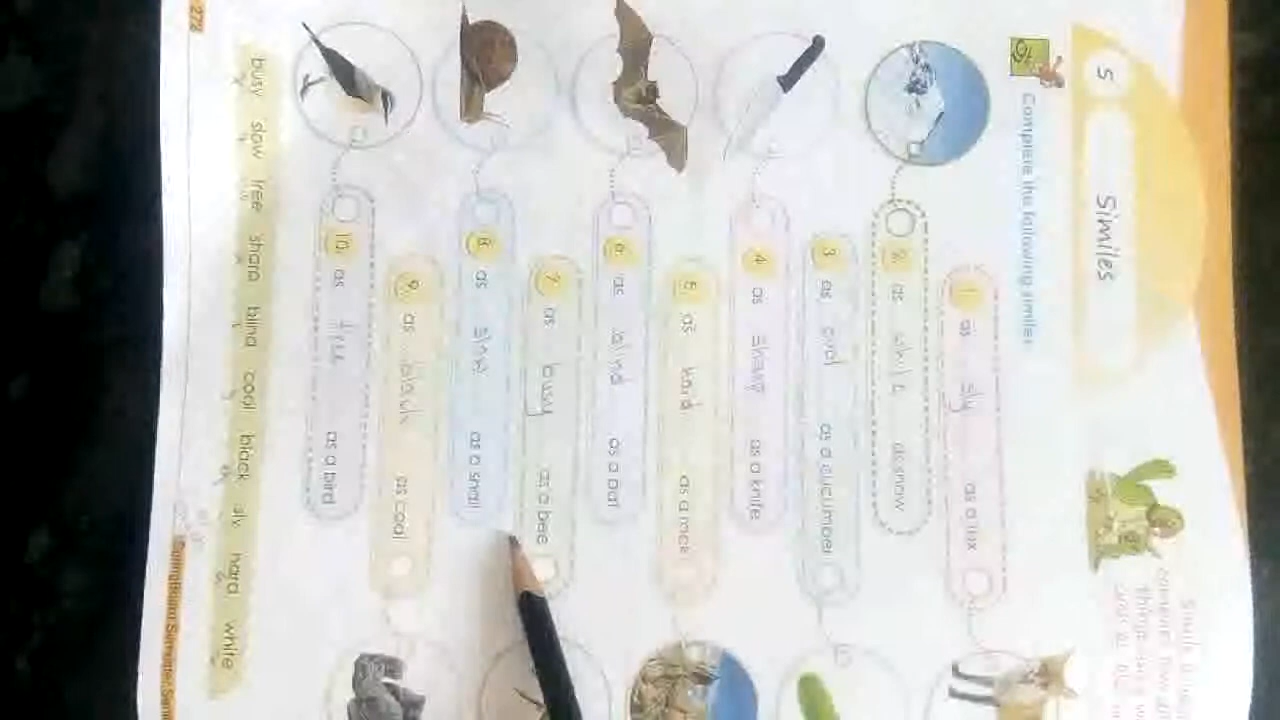 5 Similes
Complete the following similes
1. as sly as a fox
2. as white as snow
3. as cool as a cucumber
4. as sharp as a knife
5. as hard as a rock
6. as blind as a bat
7. as busy as a bee
8. as slow as a snail
9. as black as coal
10. as free as a bird
busy slow free sharp blind cool black sly hard white
272